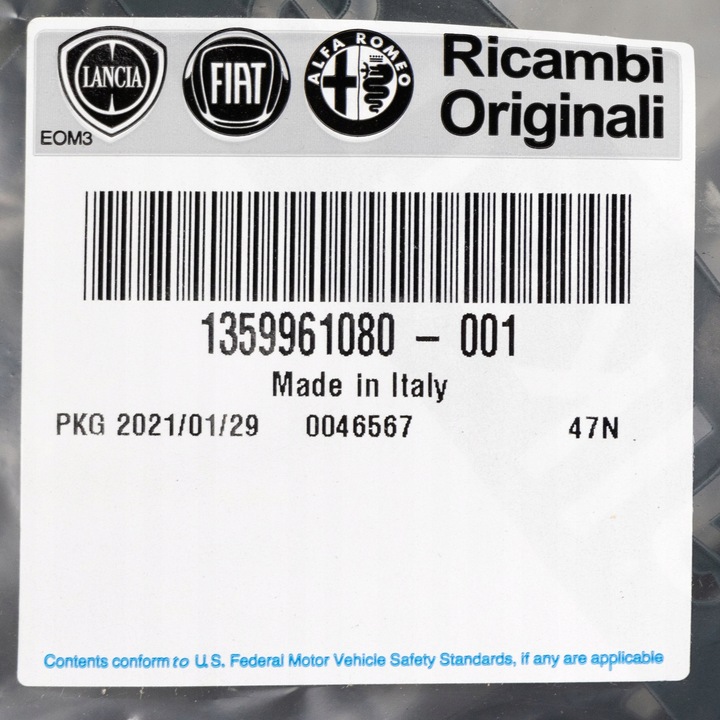 LANCIA FIAT ALFA ROMEO Ricambi
Originali
EOM3
1359961080 - 001
Made in Italy
PKG 2021/01/29 0046567 47N
Contents conform to U.S. Federal Motor Vehicle Safety Standards, if any are applicable